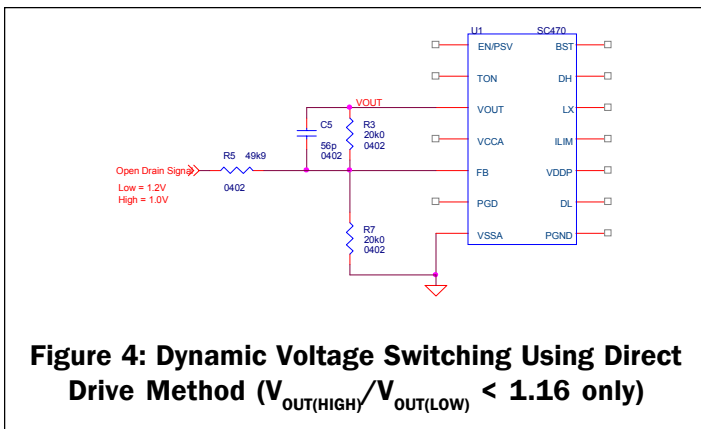 U1 SC470
EN/PSV BST
TON DH
VOUT
VOUT LX
C5 R3
20k0
56p 0402
0402
VCCA ILIM
R5 49k9
Open Drain Signal
FB VDDP
Low = 1.2V
High = 1.0V
0402
PGD DL
R7
20k0
0402
VSSA PGND
Figure 4: Dynamic Voltage Switching Using Direct
Drive Method (VOUT(HIGH)/VOUT(LOW) < 1.16 only)